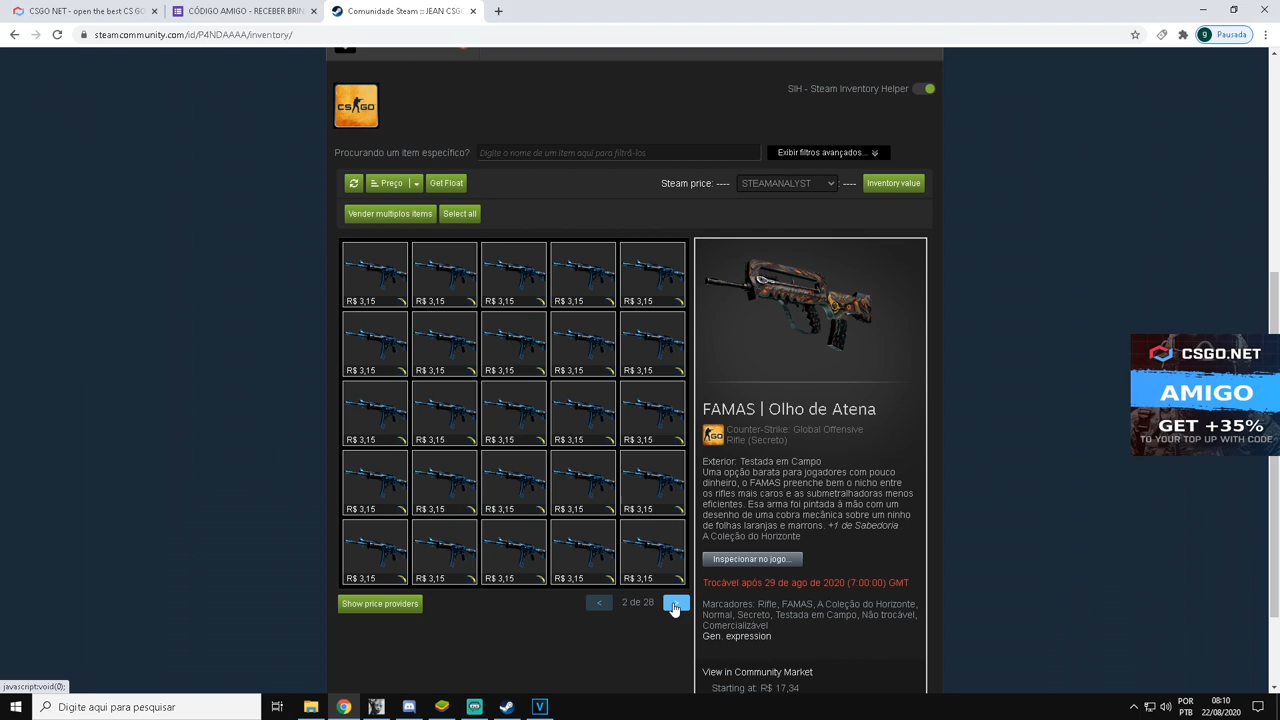 CSGO NET - open the best CS GO
CÓDIGO AMIGO - RECEBER BRIN
Comunidade Steam :: JEAN CSGO
steamcommunity.com/id/P4NDAAAA/inventory/
g Pausada
CS GO
SIH - Steam Inventory Helper
Procurando um item específico?
Digite o nome de um item aqui para filtrá-los
Exibir filtros avançados...
Preço
Get Float
Steam price: ----
STEAMANALYST
: ----
Inventory value
Vender multiplos items
Select all
R$ 3,15 R$ 3,15 R$ 3,15 R$ 3,15 R$ 3,15
R$ 3,15 R$ 3,15 R$ 3,15 R$ 3,15 R$ 3,15
R$ 3,15 R$ 3,15 R$ 3,15 R$ 3,15 R$ 3,15
R$ 3,15 R$ 3,15 R$ 3,15 R$ 3,15 R$ 3,15
R$ 3,15 R$ 3,15 R$ 3,15 R$ 3,15 R$ 3,15
Show price providers
< 2 de 28
FAMAS | Olho de Atena
GO
Counter-Strike: Global Offensive
Rifle (Secreto)
Exterior: Testada em Campo
Uma opção barata para jogadores com pouco
dinheiro, o FAMAS preenche bem o nicho entre
os rifles mais caros e as submetralhadoras menos
eficientes. Esa arma foi pintada à mão com um
desenho de uma cobra mecânica sobre um ninho
de folhas laranjas e marrons. +1 de Sabedoria
A Coleção do Horizonte
Inspecionar no jogo...
Trocável após 29 de ago de 2020 (7:00:00) GMT
Marcadores: Rifle, FAMAS, A Coleção do Horizonte,
Normal, Secreto, Testada em Campo, Não trocável,
Comercializável
Gen. expression
View in Community Market
Starting at: R$ 17,34
CSGO.NET
AMIGO
GET +35%
TO YOUR TOP UP WITH CODE
javascript:void(0);
Digite aqui para pesquisar
V
POR
PTB
08:10
22/08/2020